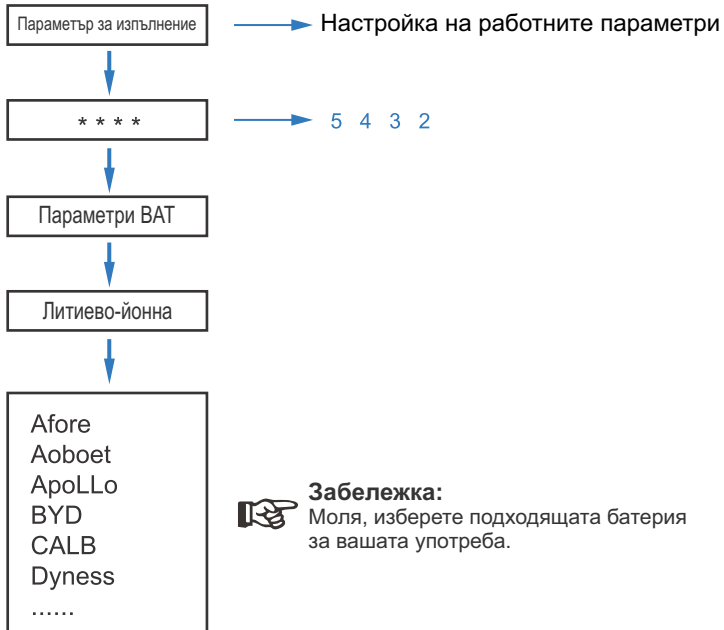 Параметър за изпълнение
Настройка на работните параметри
* * * *
5 4 3 2
Параметри BAT
Литиево-йонна
Afore
Aoboet
ApoLLo
BYD
CALB
Dyness
......
Забележка:
Моля, изберете подходящата батерия
за вашата употреба.